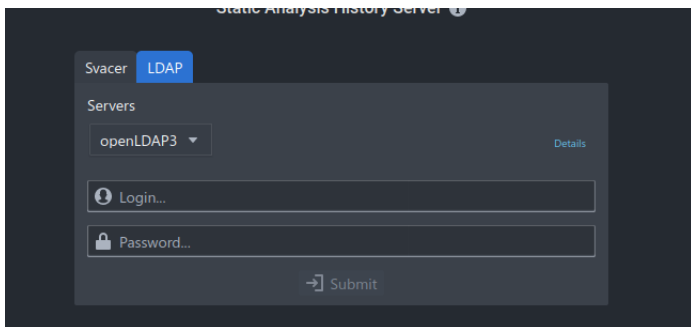 Static Analysis History Server
Svacer LDAP
Servers
openLDAP3
Details
Login...
Password...
Submit